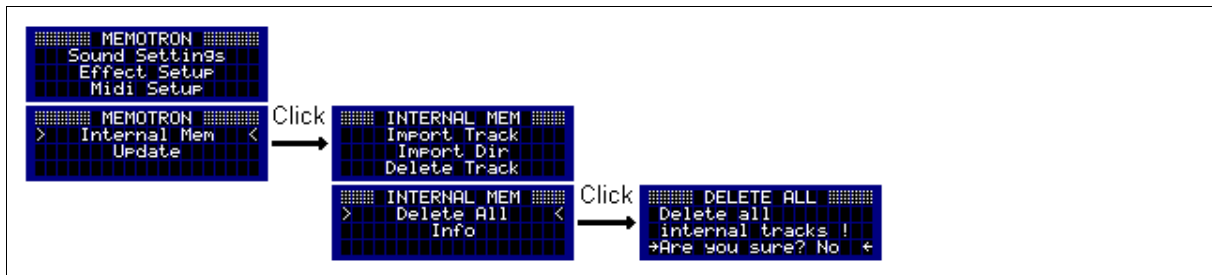 MEMOTRON
Sound Settings
Effect Setup
Midi Setup
MEMOTRON
> Internal Mem <
Update
Click
INTERNAL MEM
Import Track
Import Dir
Delete Track
INTERNAL MEM
> Delete All <
Info
Click
DELETE ALL
Delete all
internal tracks !
→Are you sure? No ←